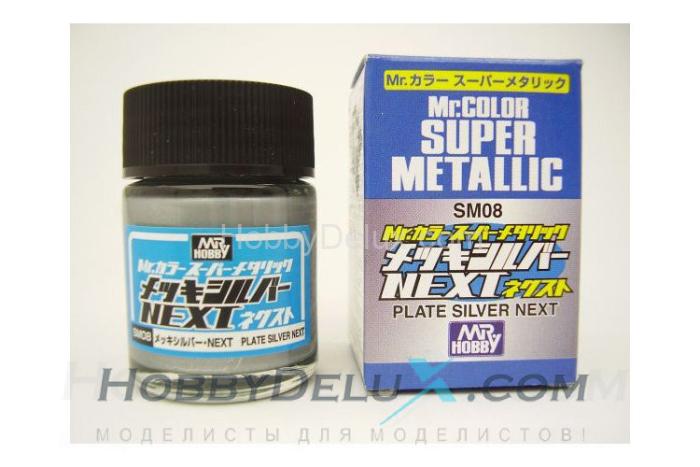 MR
HOBBY
Mr.カラースーパーメタリック
メッキシルバー
NEXT ネクスト
SM08 メッキシルバー・NEXT PLATE SILVER NEXT
Mr.カラー スーパーメタリック
Mr.COLOR
SUPER
METALLIC
SM08
Mr.カラースーパーメタリック
メッキシルバー
NEXT ネクスト
PLATE SILVER NEXT
MR
HOBBY
HobbyDelux.com
HOBBYDELUX.COM
МОДЕЛИСТЫ ДЛЯ МОДЕЛИСТОВ!